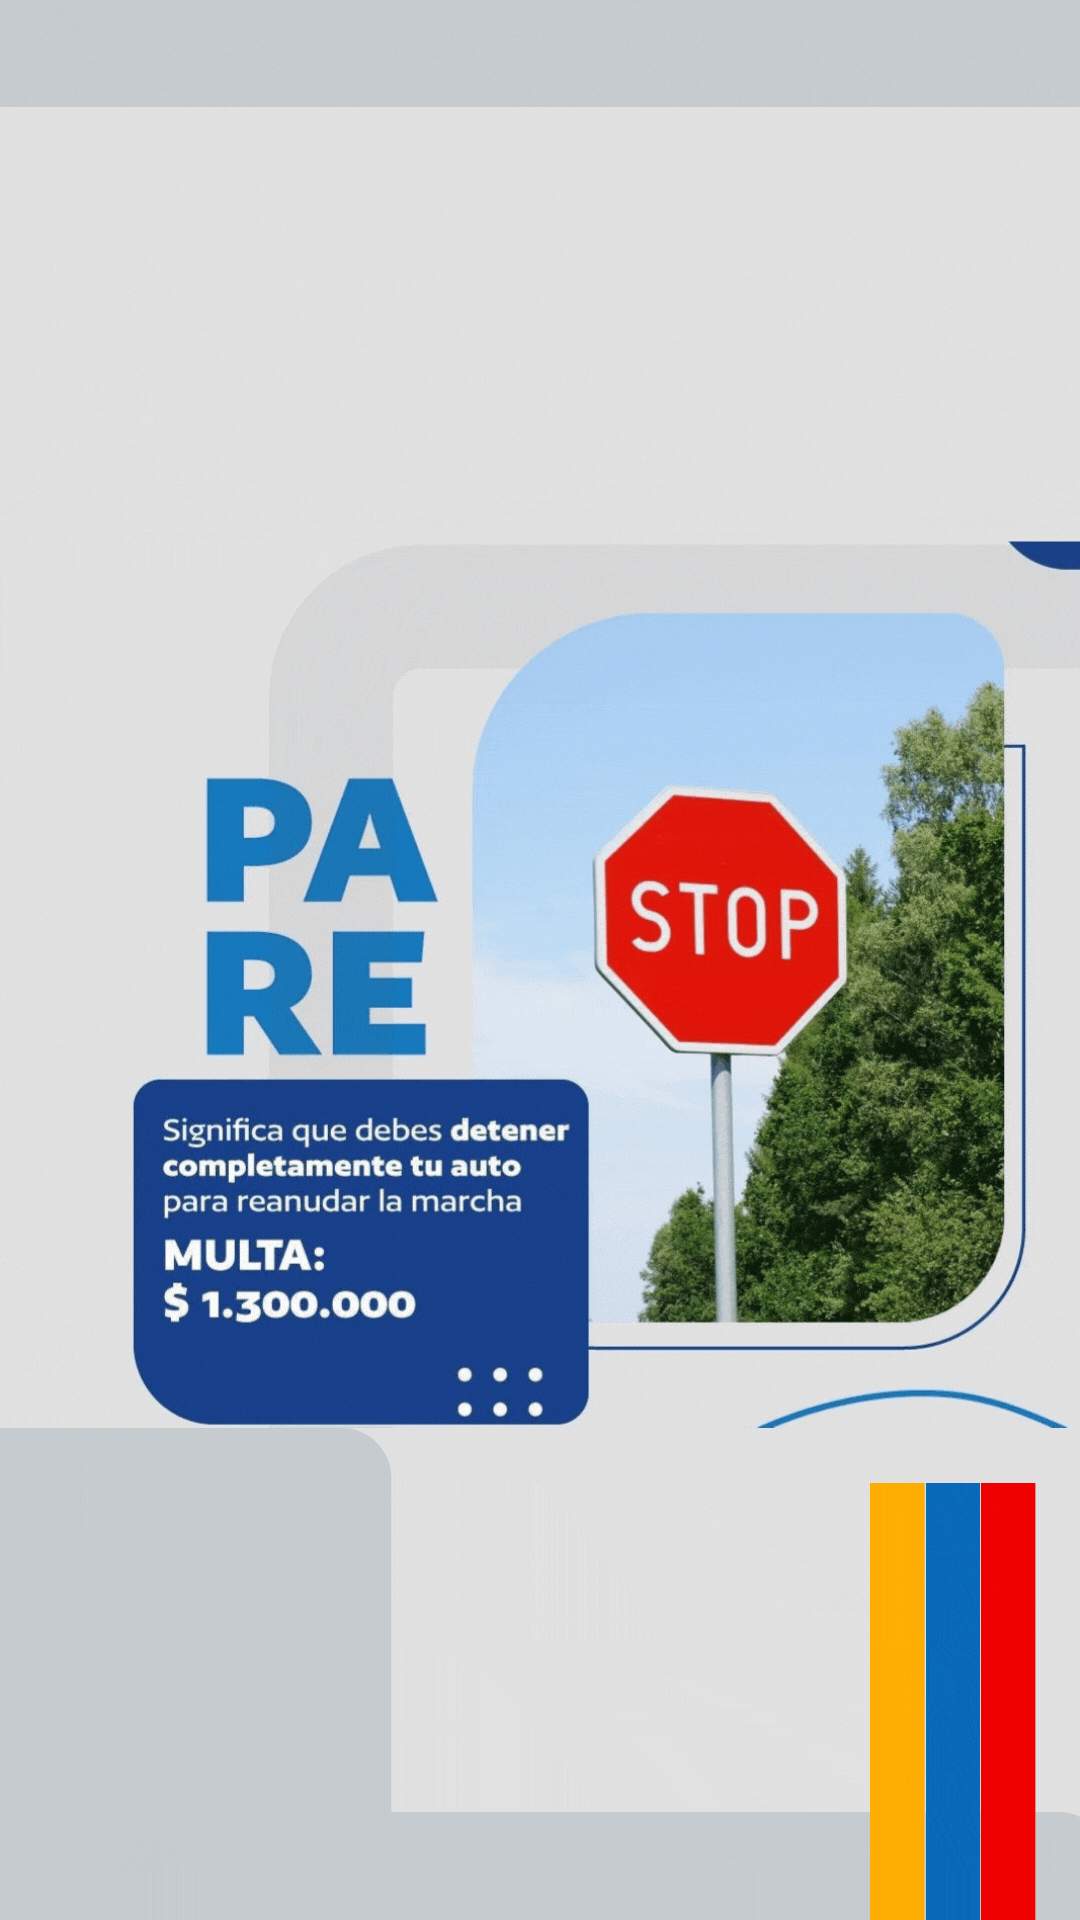 PA
RE
STOP
Significa que debes detener
completamente tu auto
para reanudar la marcha
MULTA:
$ 1.300.000